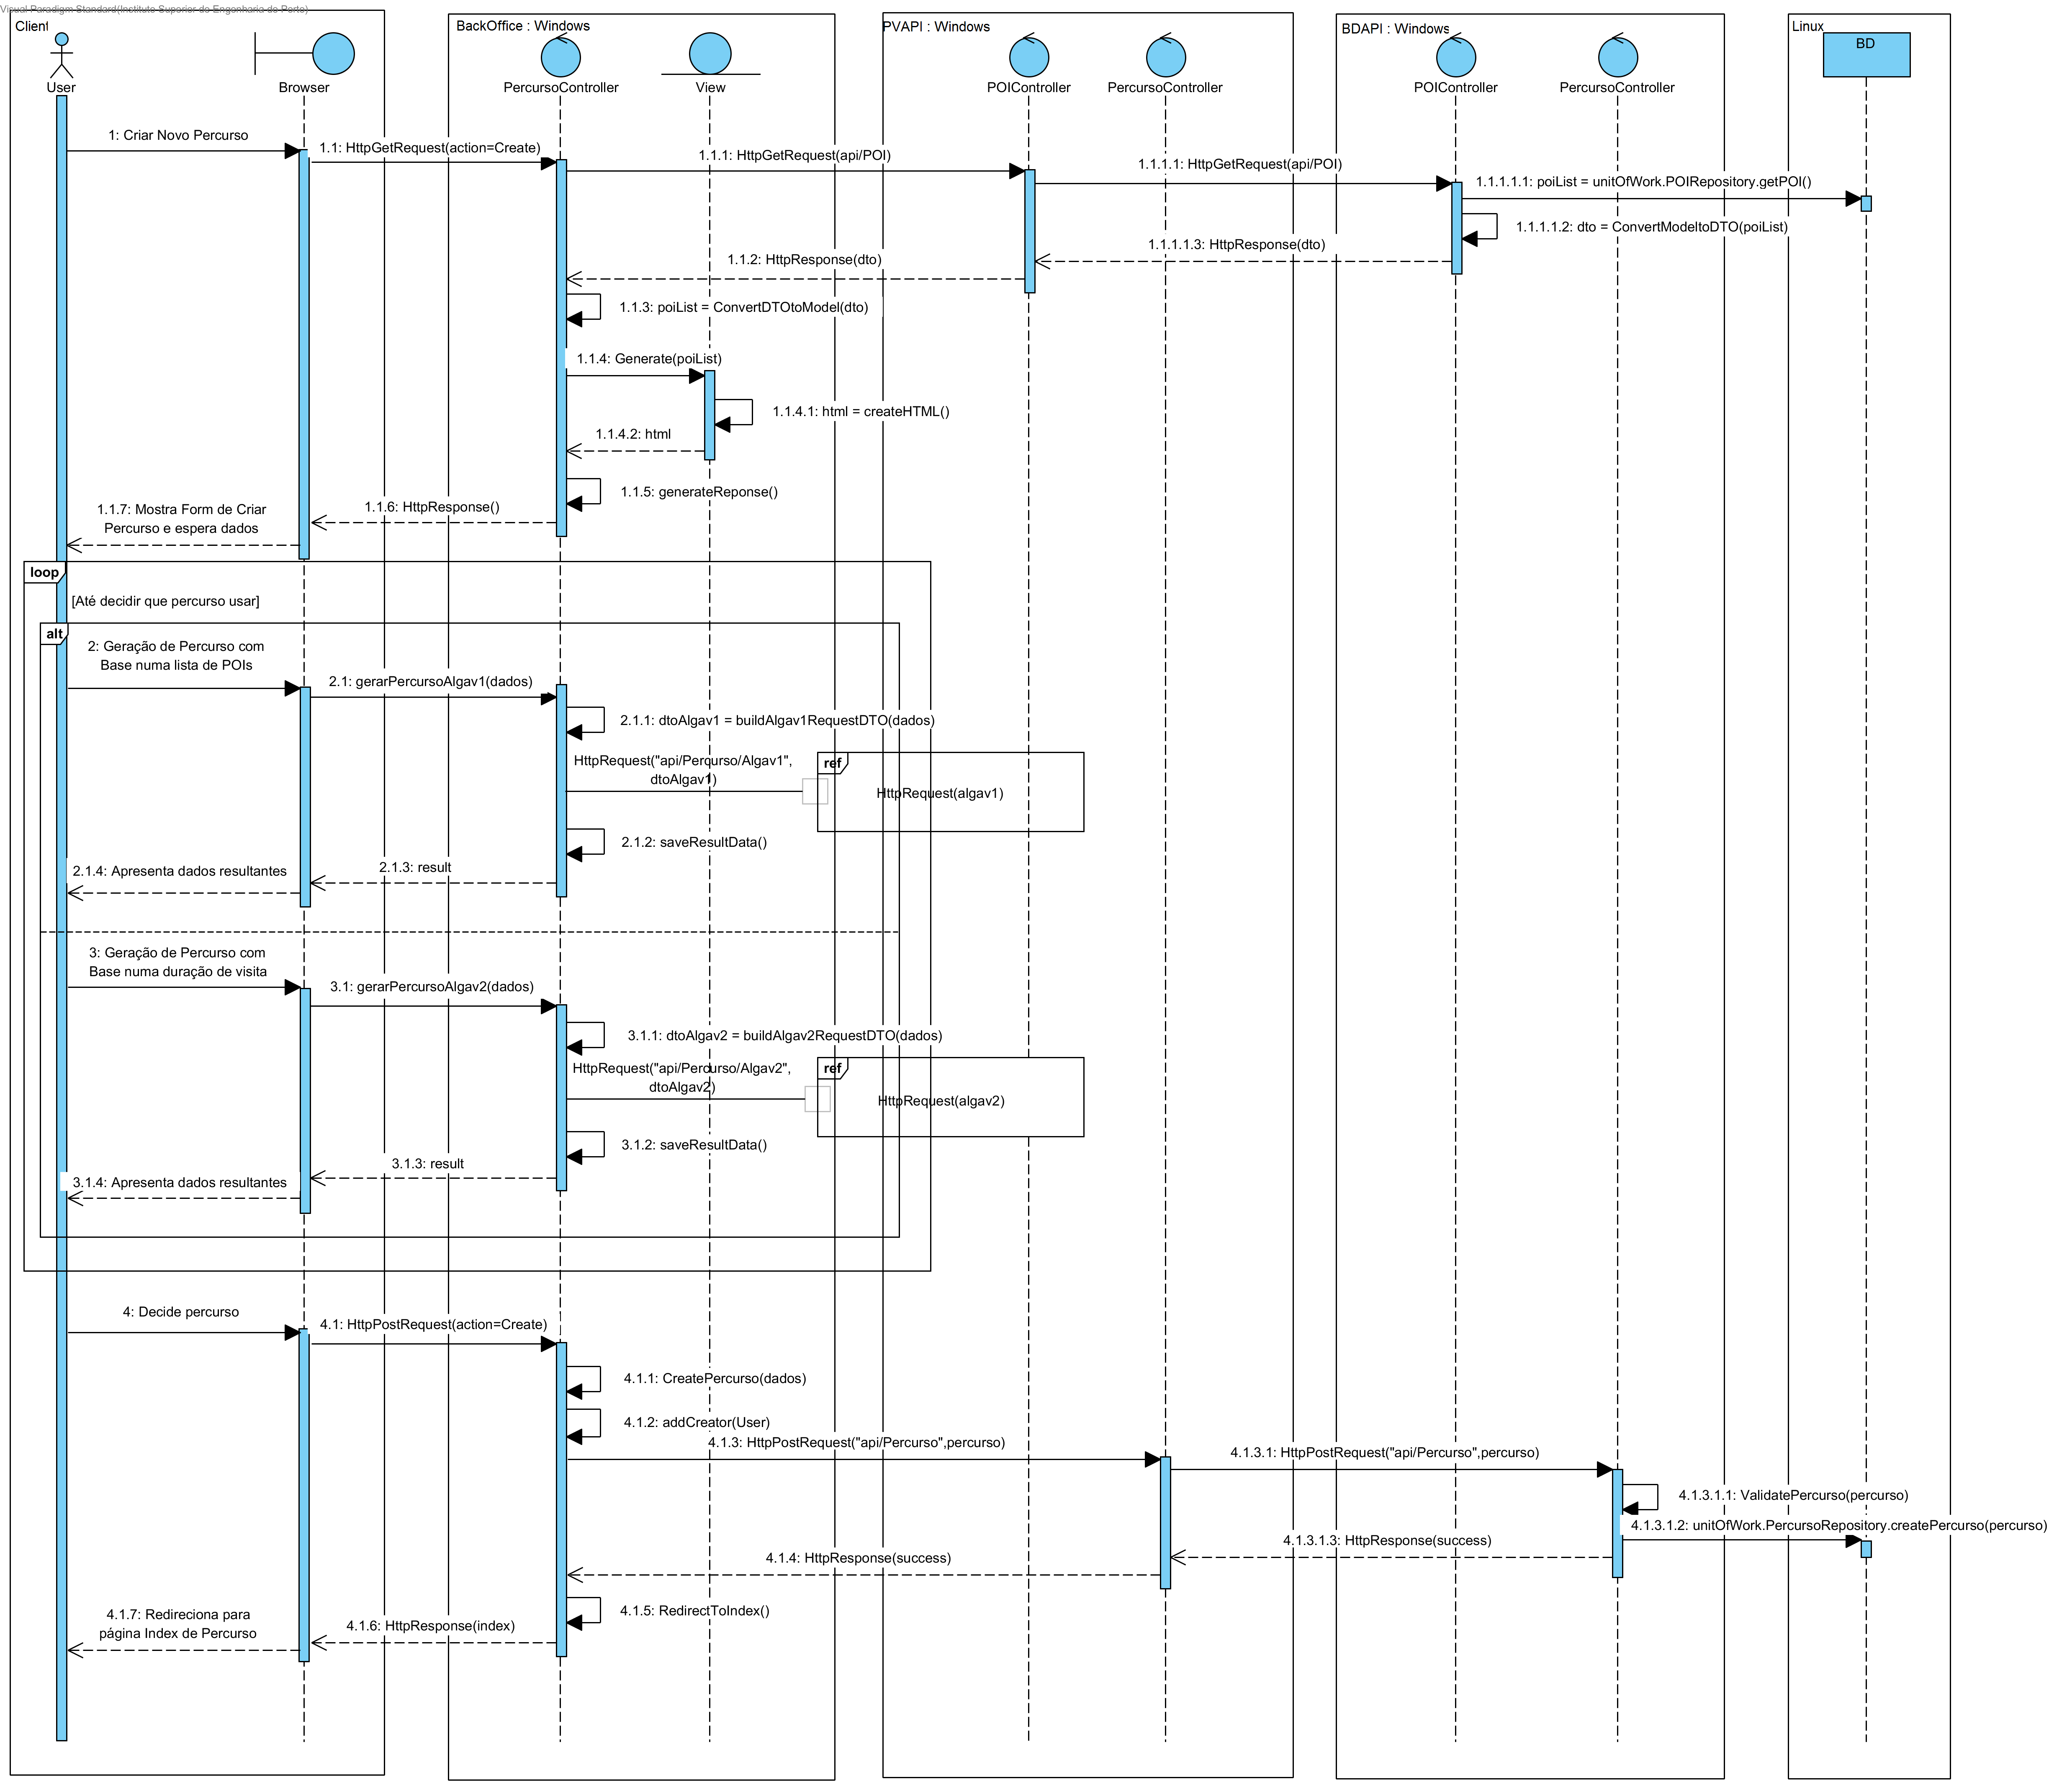 Visual Paradigm Standard(Instituto Superior de Engenharia do Porto)
Client
BackOffice : Windows
PVAPI : Windows
BDAPI : Windows
Linux
BD
User
Browser
PercursoController
View
POIController
PercursoController
POIController
PercursoController
1: Criar Novo Percurso
1.1: HttpGetRequest(action=Create)
1.1.1: HttpGetRequest(api/POI)
1.1.1.1: HttpGetRequest(api/POI)
1.1.1.1.1: poiList = unitOfWork.POIRepository.getPOI()
1.1.1.1.2: dto = ConvertModeltoDTO(poiList)
1.1.1.1.3: HttpResponse(dto)
1.1.2: HttpResponse(dto)
1.1.3: poiList = ConvertDTOtoModel(dto)
1.1.4: Generate(poiList)
1.1.4.1: html = createHTML()
1.1.4.2: html
1.1.5: generateReponse()
1.1.6: HttpResponse()
1.1.7: Mostra Form de Criar
Percurso e espera dados
loop
[Até decidir que percurso usar]
alt
2: Geração de Percurso com
Base numa lista de POIs
2.1: gerarPercursoAlgav1(dados)
2.1.1: dtoAlgav1 = buildAlgav1RequestDTO(dados)
HttpRequest("api/Percurso/Algav1",
dtoAlgav1)
ref
HttpRequest(algav1)
2.1.2: saveResultData()
2.1.3: result
2.1.4: Apresenta dados resultantes
3: Geração de Percurso com
Base numa duração de visita
3.1: gerarPercursoAlgav2(dados)
3.1.1: dtoAlgav2 = buildAlgav2RequestDTO(dados)
HttpRequest("api/Percurso/Algav2",
dtoAlgav2)
ref
HttpRequest(algav2)
3.1.2: saveResultData()
3.1.3: result
3.1.4: Apresenta dados resultantes
4: Decide percurso
4.1: HttpPostRequest(action=Create)
4.1.1: CreatePercurso(dados)
4.1.2: addCreator(User)
4.1.3: HttpPostRequest("api/Percurso",percurso)
4.1.3.1: HttpPostRequest("api/Percurso",percurso)
4.1.3.1.1: ValidatePercurso(percurso)
4.1.3.1.2: unitOfWork.PercursoRepository.createPercurso(percurso)
4.1.3.1.3: HttpResponse(success)
4.1.4: HttpResponse(success)
4.1.5: RedirectToIndex()
4.1.6: HttpResponse(index)
4.1.7: Redireciona para
página Index de Percurso